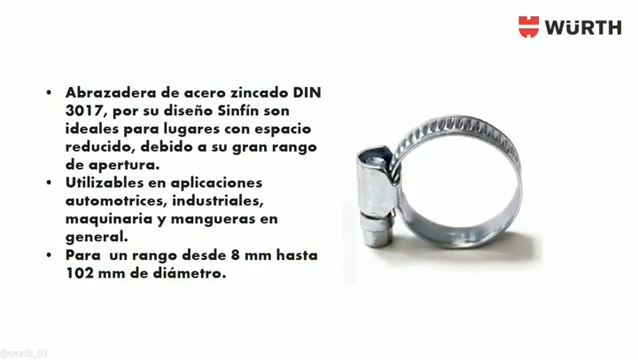 WÜRTH
• Abrazadera de acero zincado DIN
3017, por su diseño Sinfín son
ideales para lugares con espacio
reducido, debido a su gran rango
de apertura.
• Utilizables en aplicaciones
automotrices, industriales,
maquinaria y mangueras en
general.
• Para un rango desde 8 mm hasta
102 mm de diámetro.